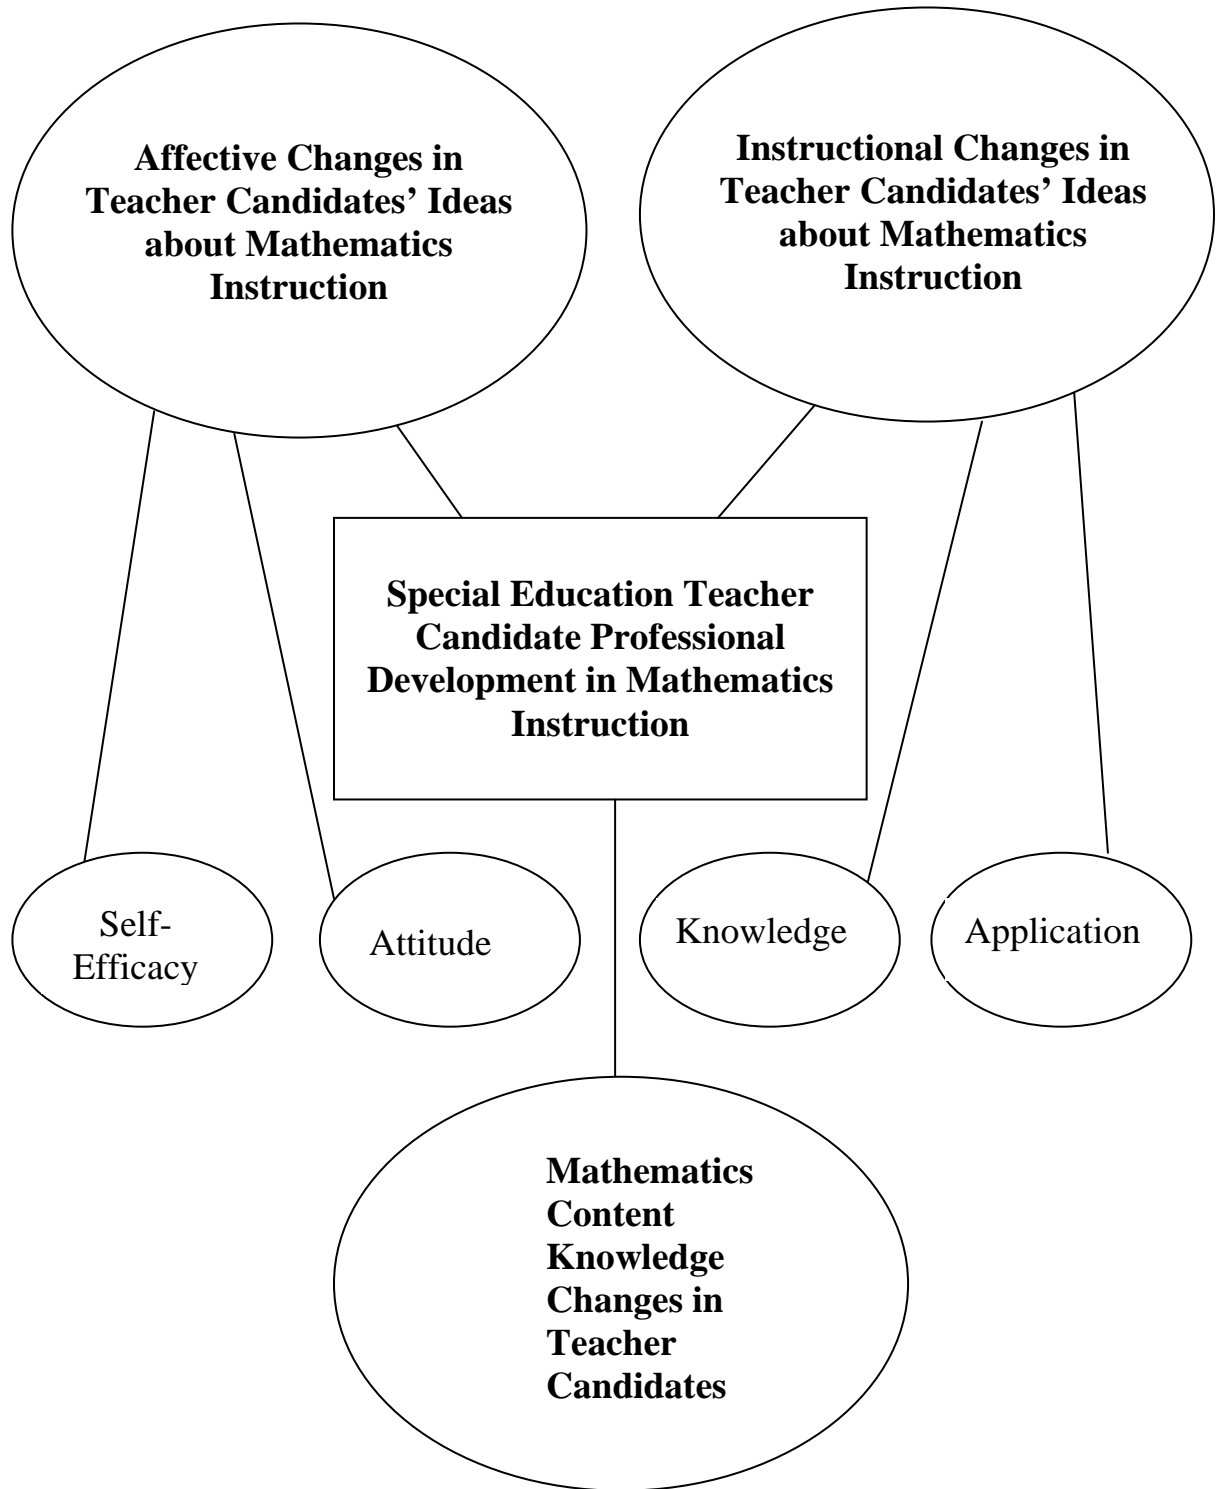 Affective Changes in
Teacher Candidates’ Ideas
about Mathematics
Instruction
Instructional Changes in
Teacher Candidates’ Ideas
about Mathematics
Instruction
Special Education Teacher
Candidate Professional
Development in Mathematics
Instruction
Self-
Efficacy
Attitude
Knowledge
Application
Mathematics
Content
Knowledge
Changes in
Teacher
Candidates